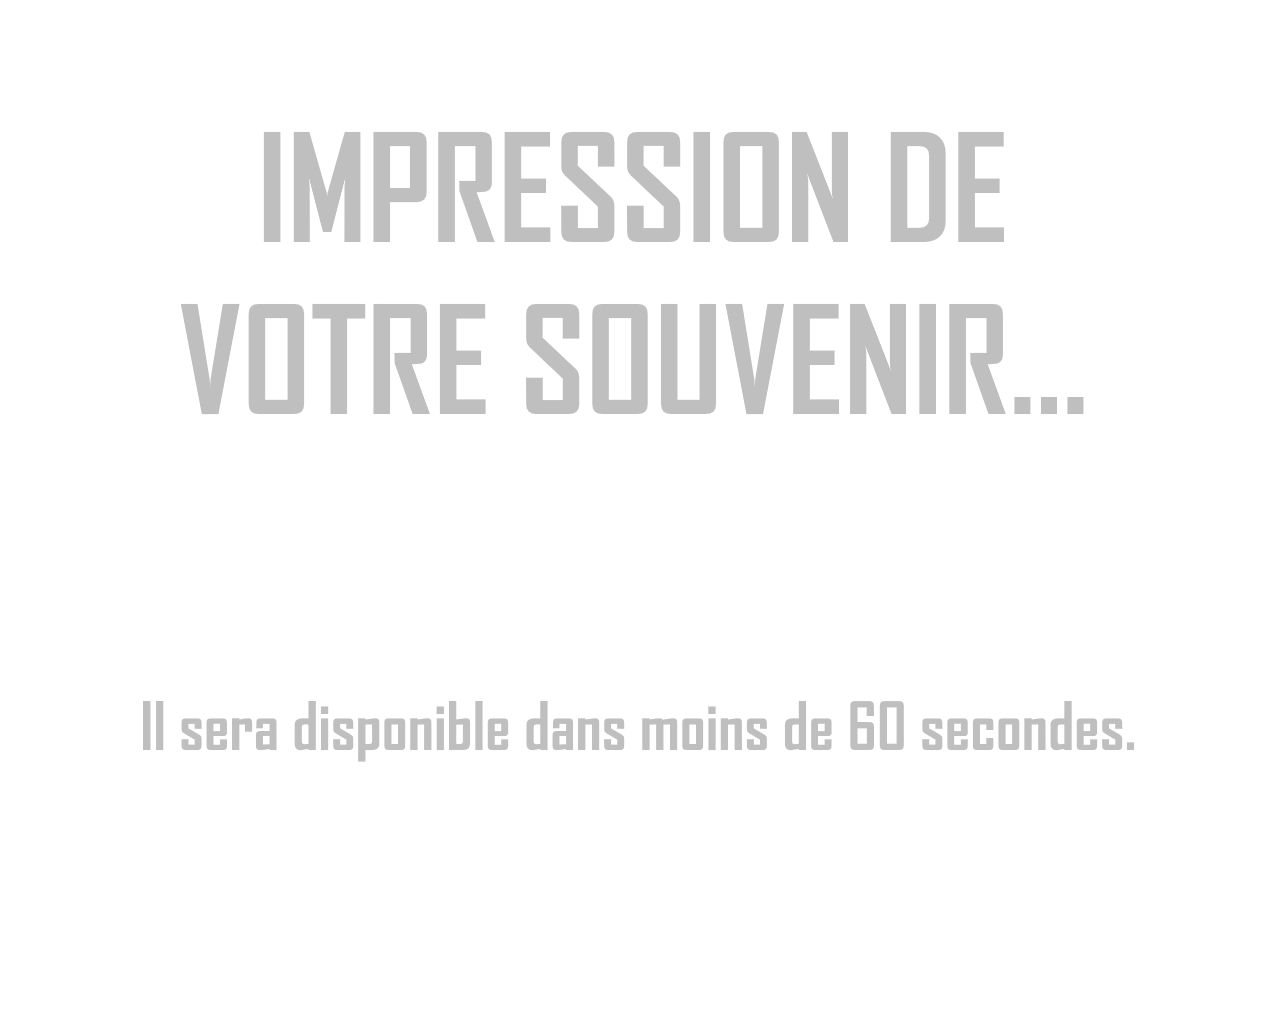 IMPRESSION DE
VOTRE SOUVENIR...
Il sera disponible dans moins de 60 secondes.